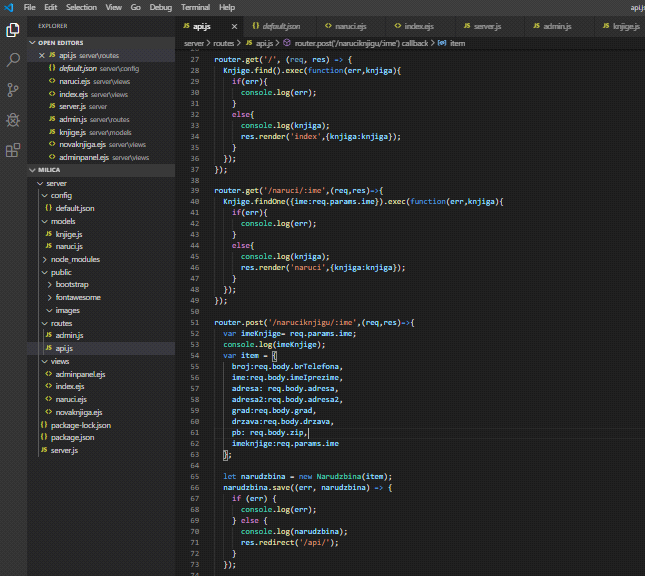 File Edit Selection View Go Debug Terminal Help
api.js
EXPLORER
api.js default.json naruci.ejs index.ejs server.js admin.js knjige.js
server > routes > api.js > router.post('/naruciknjigu/:ime') callback > item
OPEN EDITORS
api.js server\routes
default.json server\config
naruci.ejs server\views
index.ejs server\views
server.js server
admin.js server\routes
knjige.js server\models
novaknjiga.ejs server\views
adminpanel.ejs server\views
MILICA
server
config
default.json
models
knjige.js
naruci.js
node_modules
public
bootstrap
fontawesome
images
routes
admin.js
api.js
views
adminpanel.ejs
index.ejs
naruci.ejs
novaknjiga.ejs
package-lock.json
package.json
server.js
27 router.get('/', (req, res) => {
28 Knjige.find().exec(function(err,knjiga){
29 if(err){
30 console.log(err);
31 }
32 else{
33 console.log(knjiga);
34 res.render('index',{knjiga:knjiga});
35 }
36 });
37 });
38
39 router.get('/naruci/:ime',(req,res)=>{
40 Knjige.findOne({ime:req.params.ime}).exec(function(err,knjiga){
41 if(err){
42 console.log(err);
43 }
44 else{
45 console.log(knjiga);
46 res.render('naruci',{knjiga:knjiga});
47 }
48 });
49 });
50
51 router.post('/naruciknjigu/:ime',(req,res)=>{
52 var imeKnjige= req.params.ime;
53 console.log(imeKnjige);
54 var item = {
55 broj:req.body.brTelefona,
56 ime:req.body.imeIprezime,
57 adresa: req.body.adresa,
58 adresa2:req.body.adresa2,
59 grad:req.body.grad,
60 drzava:req.body.drzava,
61 pb: req.body.zip,
62 imeknjige:req.params.ime
63 };
64
65 let narudzbina = new Narudzbina(item);
66 narudzbina.save((err, narudzbina) => {
67 if (err) {
68 console.log(err);
69 } else {
70 console.log(narudzbina);
71 res.redirect('/api/');
72 }
73 });